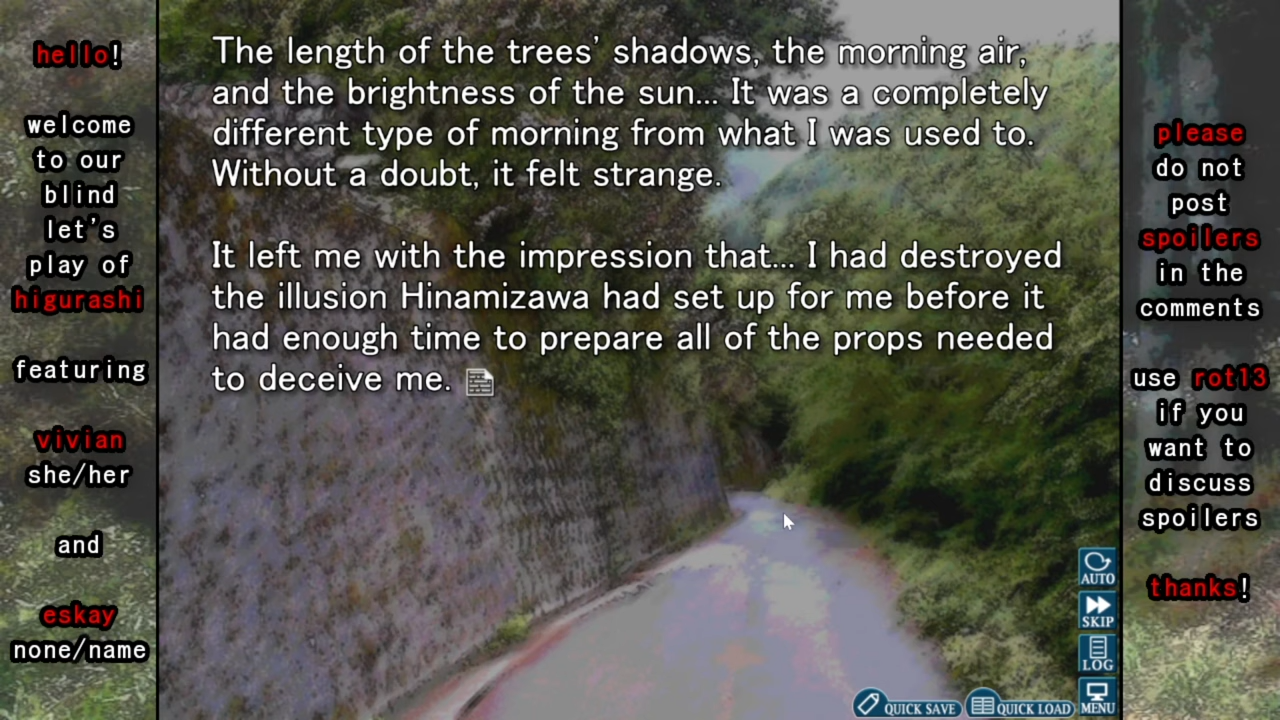 hello!
welcome
to our
blind
let's
play of
higurashi
featuring
vivian
she/her
and
eskay
none/name
The length of the trees' shadows, the morning air,
and the brightness of the sun... It was a completely
different type of morning from what I was used to.
Without a doubt, it felt strange.
It left me with the impression that... I had destroyed
the illusion Hinamizawa had set up for me before it
had enough time to prepare all of the props needed
to deceive me.
please
do not
post
spoilers
in the
comments
use rot13
if you
want to
discuss
spoilers
thanks!
AUTO
SKIP
LOG
MENU
QUICK SAVE
QUICK LOAD